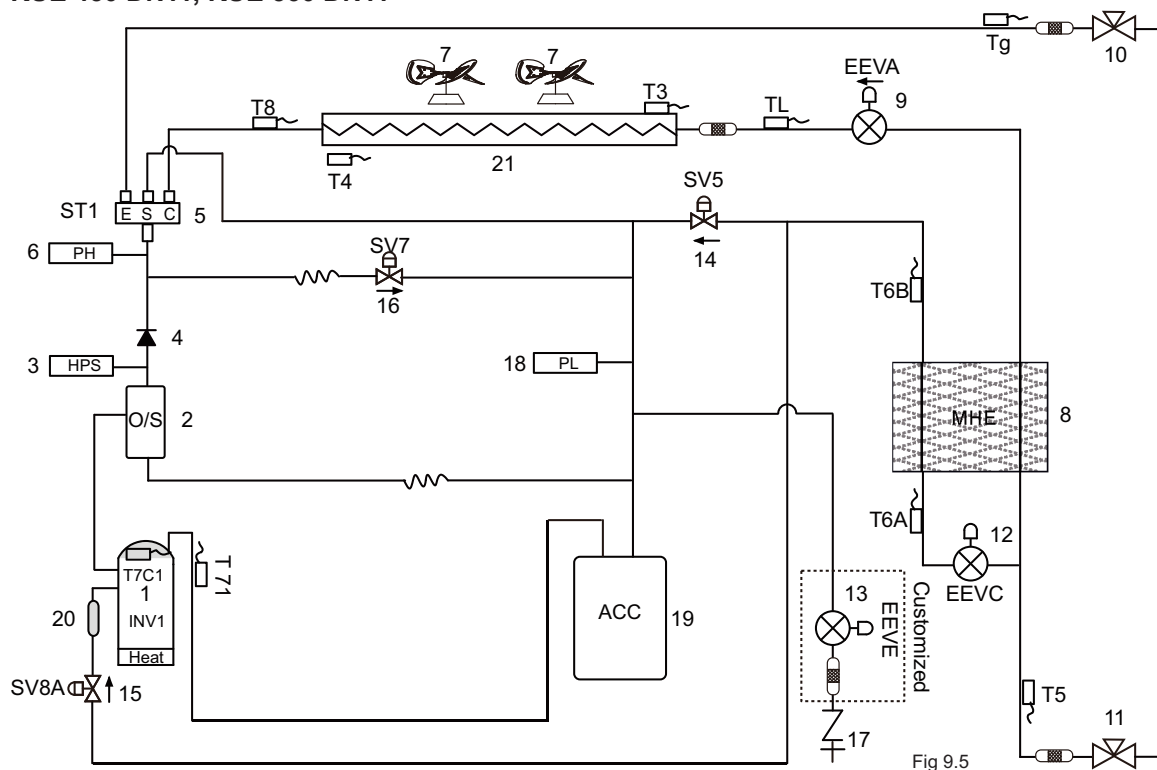 Tg
10
7
7
EEVA
9
T8
T3
TL
T4
21
SV5
ST1
E S C
5
6
PH
SV7
14
16
T6B
4
3
HPS
18
PL
O/S
2
MHE
8
T6A
12
EEVC
T7C1
1
INV1
Heat
T 71
20
ACC
19
13
EEVE
Customized
SV8A
15
T5
11
17
Fig 9.5